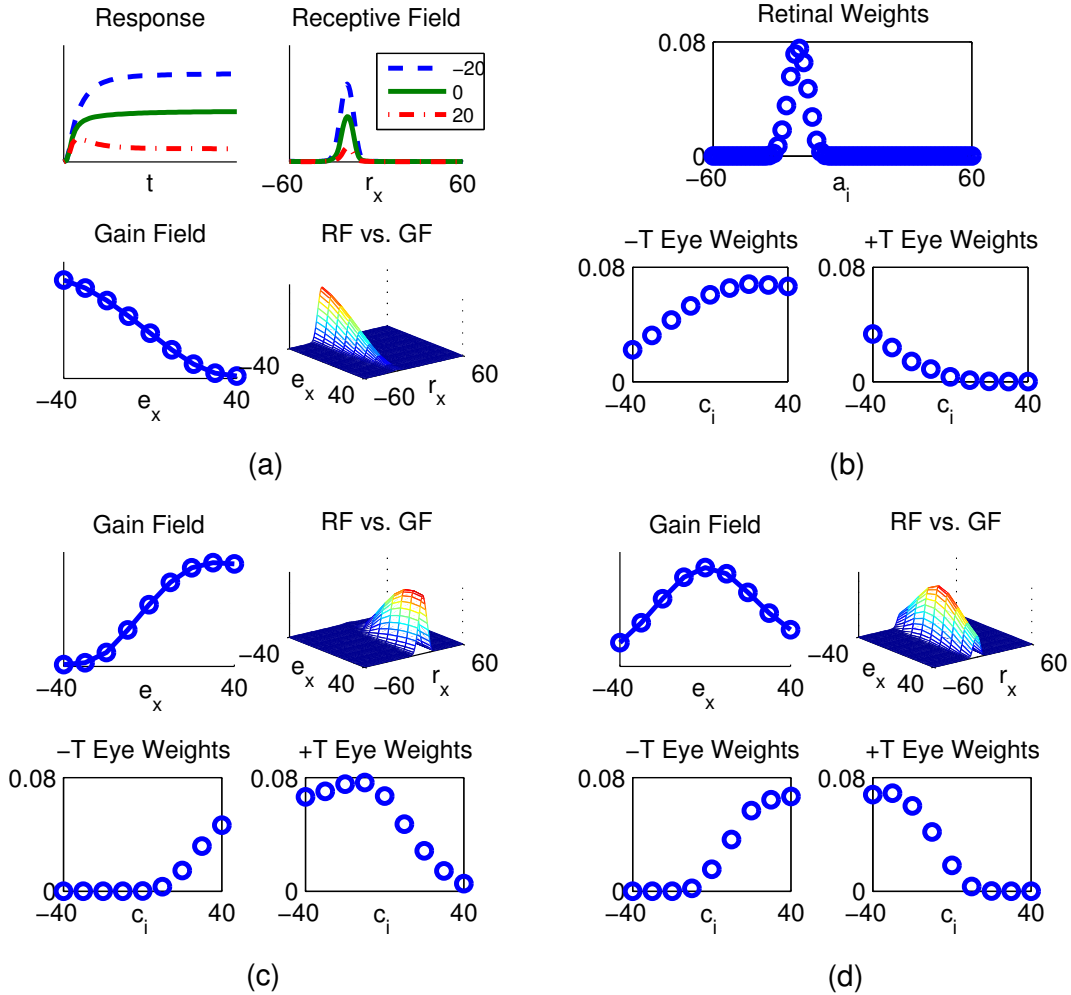 Response
t
Receptive Field
−20
0
20
−60
r_x
60
Gain Field
−40
e_x
40
RF vs. GF
−40
e_x
40
−60
r_x
60
(a)
Retinal Weights
0.08
0
−60
a_i
60
−T Eye Weights
0.08
0
−40
c_i
40
+T Eye Weights
0.08
0
−40
c_i
40
(b)
Gain Field
−40
e_x
40
RF vs. GF
−40
e_x
40
−60
r_x
60
−T Eye Weights
0.08
0
−40
c_i
40
+T Eye Weights
0.08
0
−40
c_i
40
(c)
Gain Field
−40
e_x
40
RF vs. GF
−40
e_x
40
−60
r_x
60
−T Eye Weights
0.08
0
−40
c_i
40
+T Eye Weights
0.08
0
−40
c_i
40
(d)